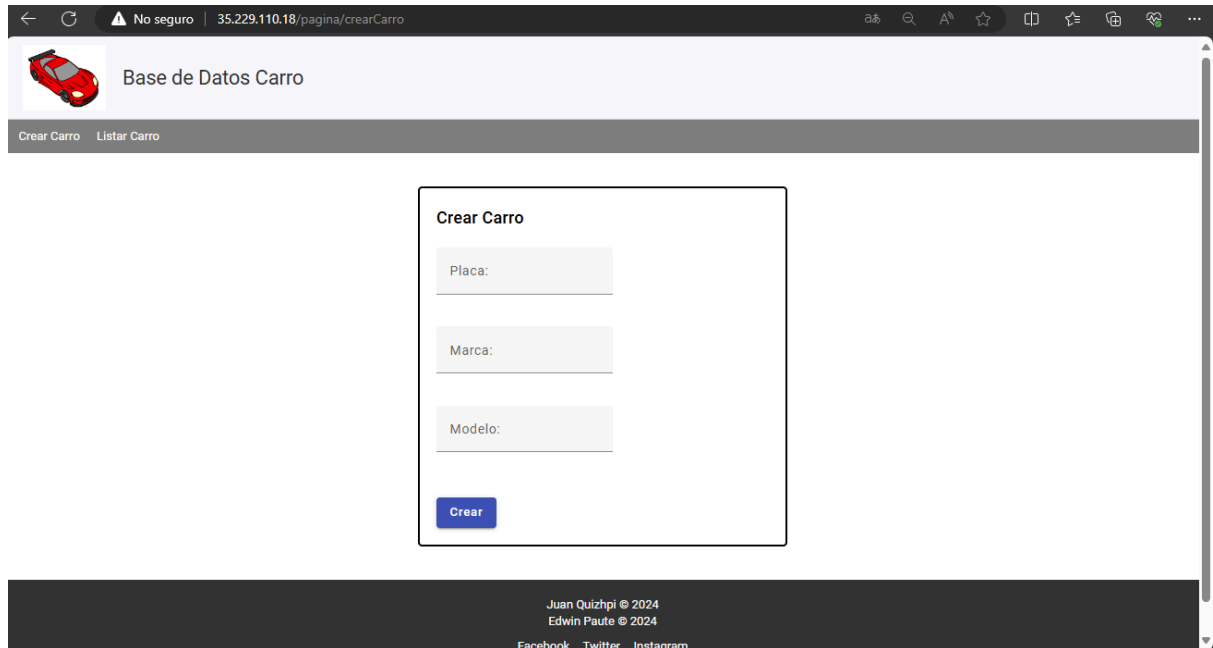 No seguro | 35.229.110.18/pagina/crearCarro
Base de Datos Carro
Crear Carro Listar Carro
Crear Carro
Placa:
Marca:
Modelo:
Crear
Juan Quizhpi © 2024
Edwin Paute © 2024
Facebook Twitter Instagram